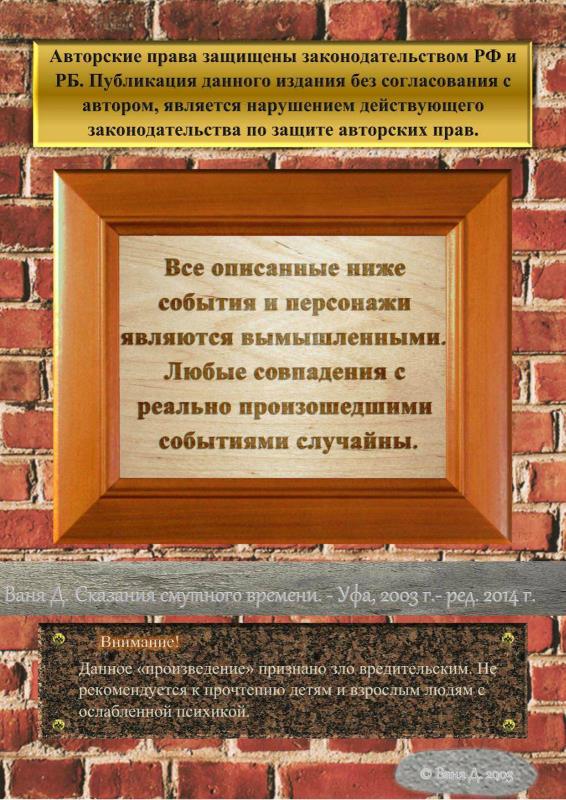 Авторские права защищены законодательством РФ и
РБ. Публикация данного издания без согласования с
автором, является нарушением действующего
законодательства по защите авторских прав.
Все описанные ниже
события и персонажи
являются вымышленными.
Любые совпадения с
реально произошедшими
событиями случайны.
Ваня Д. Сказания смутного времени. - Уфа, 2003 г.- ред. 2014 г.
Внимание!
Данное «произведение» признано зло вредительским. Не
рекомендуется к прочтению детям и взрослым людям с
ослабленной психикой.
© Ваня Д. 2003